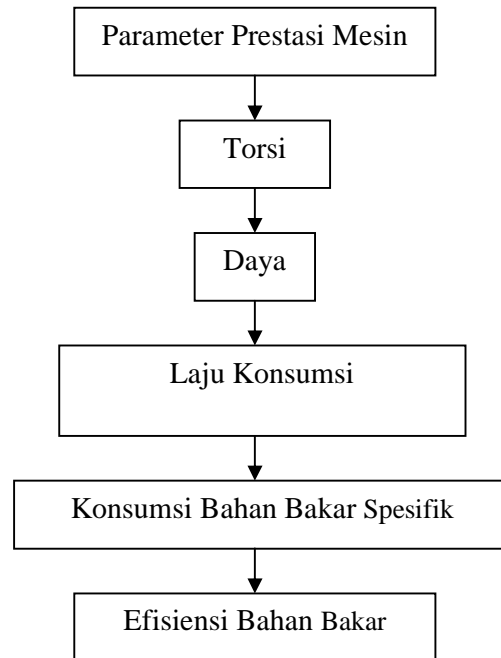 Parameter Prestasi Mesin
Torsi
Daya
Laju Konsumsi
Konsumsi Bahan Bakar Spesifik
Efisiensi Bahan Bakar